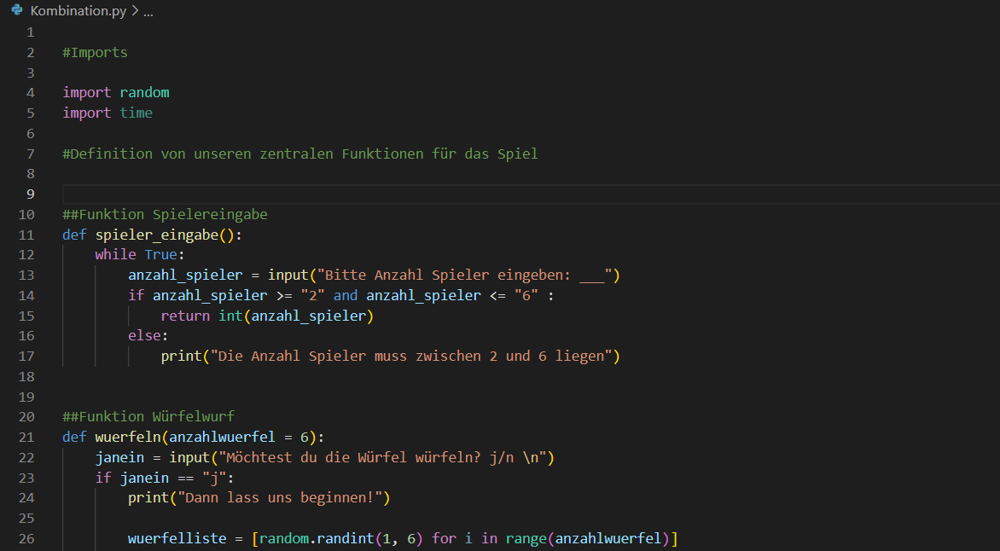 Kombination.py > ...
1
2 #Imports
3
4 import random
5 import time
6
7 #Definition von unseren zentralen Funktionen für das Spiel
8
9
10 ##Funktion Spielereingabe
11 def spieler_eingabe():
12     while True:
13         anzahl_spieler = input("Bitte Anzahl Spieler eingeben: ___")
14         if anzahl_spieler >= "2" and anzahl_spieler <= "6" :
15             return int(anzahl_spieler)
16         else:
17             print("Die Anzahl Spieler muss zwischen 2 und 6 liegen")
18
19
20 ##Funktion Würfelwurf
21 def wuerfeln(anzahlwuerfel = 6):
22     janein = input("Möchtest du die Würfel würfeln? j/n \n")
23     if janein == "j":
24         print("Dann lass uns beginnen!")
25
26         wuerfelliste = [random.randint(1, 6) for i in range(anzahlwuerfel)]